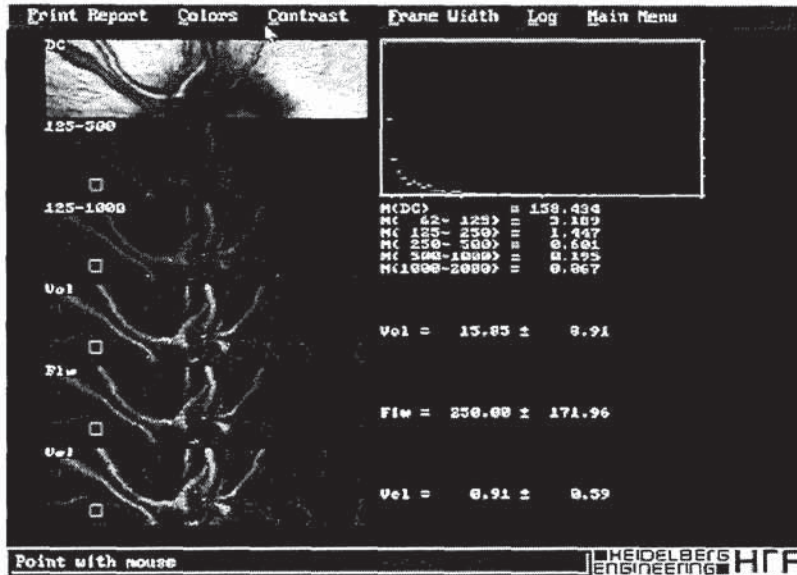 Print Report Colors Contrast Frame Width Log Main Menu
DC
125-500
125-1000
Vol
Flw
Vel
M(DC) = 158.434
M( 62- 125) = 3.189
M( 125- 250) = 1.447
M( 250- 500) = 0.601
M( 500-1000) = 0.195
M(1000-2000) = 0.067
Vol = 15.85 ± 8.91
Flw = 250.00 ± 171.96
Vel = 0.91 ± 0.59
Point with mouse
HEIDELBERG
ENGINEERING
HRF